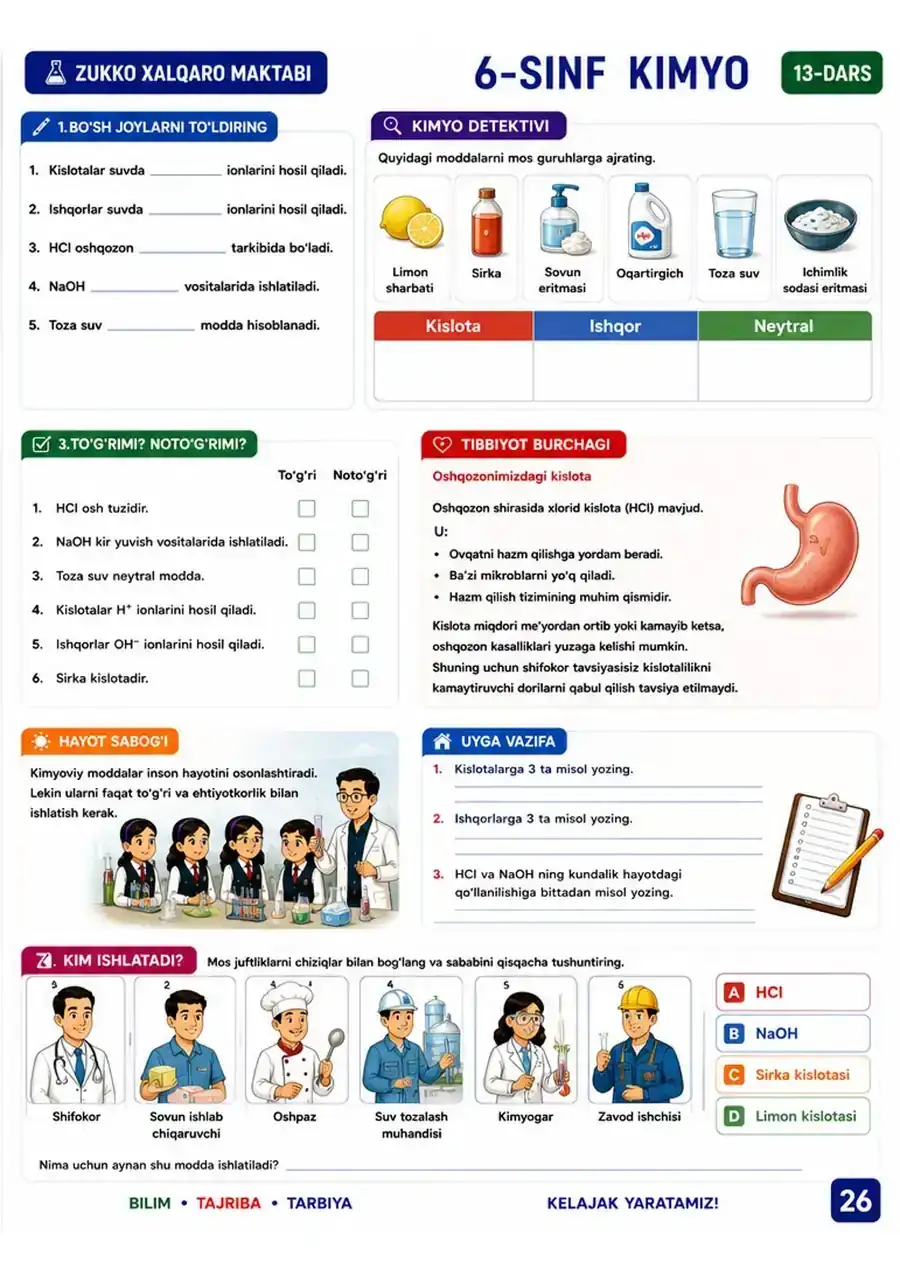 ZUKKO XALQARO MAKTABI
6-SINF KIMYO
13-DARS
1.BO'SH JOYLARNI TO'LDIRING
1. Kislotalar suvda __________ ionlarini hosil qiladi.
2. Ishqorlar suvda __________ ionlarini hosil qiladi.
3. HCl oshqozon ____________ tarkibida bo'ladi.
4. NaOH ____________ vositalarida ishlatiladi.
5. Toza suv ____________ modda hisoblanadi.
KIMYO DETEKTIVI
Quyidagi moddalarni mos guruhlarga ajrating.
Limon sharbati
Sirka
Sovun eritmasi
Oqartirgich
Toza suv
Ichimlik sodasi eritmasi
Kislota
Ishqor
Neytral
3.TO'G'RIMI? NOTO'G'RIMI?
To'g'ri Noto'g'ri
1. HCl osh tuzidir.
2. NaOH kir yuvish vositalarida ishlatiladi.
3. Toza suv neytral modda.
4. Kislotalar H⁺ ionlarini hosil qiladi.
5. Ishqorlar OH⁻ ionlarini hosil qiladi.
6. Sirka kislotadir.
TIBBIYOT BURCHAGI
Oshqozonimizdagi kislota
Oshqozon shirasida xlorid kislota (HCl) mavjud.
U:
• Ovqatni hazm qilishga yordam beradi.
• Ba'zi mikroblarni yo'q qiladi.
• Hazm qilish tizimining muhim qismidir.
Kislota miqdori me'yordan ortib yoki kamayib ketsa,
oshqozon kasalliklari yuzaga kelishi mumkin.
Shuning uchun shifokor tavsiyasisiz kislotalilikni
kamaytiruvchi dorilarni qabul qilish tavsiya etilmaydi.
HAYOT SABOG'I
Kimyoviy moddalar inson hayotini osonlashtiradi.
Lekin ularni faqat to'g'ri va ehtiyotkorlik bilan
ishlatish kerak.
UYGA VAZIFA
1. Kislotalarga 3 ta misol yozing.
2. Ishqorlarga 3 ta misol yozing.
3. HCl va NaOH ning kundalik hayotdagi
qo'llanilishiga bittadan misol yozing.
KIM ISHLATADI?
Mos juftliklarni chiziqlar bilan bog'lang va sababini qisqacha tushuntiring.
2
4
4
5
6
Shifokor
Sovun ishlab chiqaruvchi
Oshpaz
Suv tozalash muhandisi
Kimyogar
Zavod ishchisi
A HCl
B NaOH
C Sirka kislotasi
D Limon kislotasi
Nima uchun aynan shu modda ishlatiladi?
BILIM • TAJRIBA • TARBIYA
KELAJAK YARATAMIZ!
26